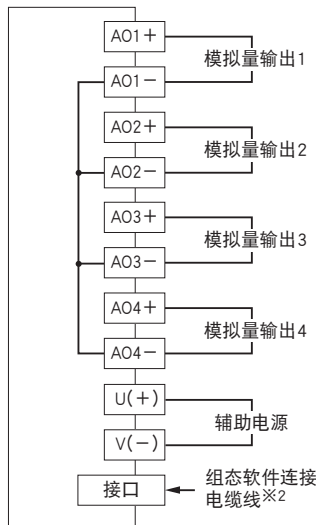 AO1+
模拟量输出1
AO1−
AO2+
模拟量输出2
AO2−
AO3+
模拟量输出3
AO3−
AO4+
模拟量输出4
AO4−
U(+)
辅助电源
V(−)
接口
组态软件连接
电缆线※2